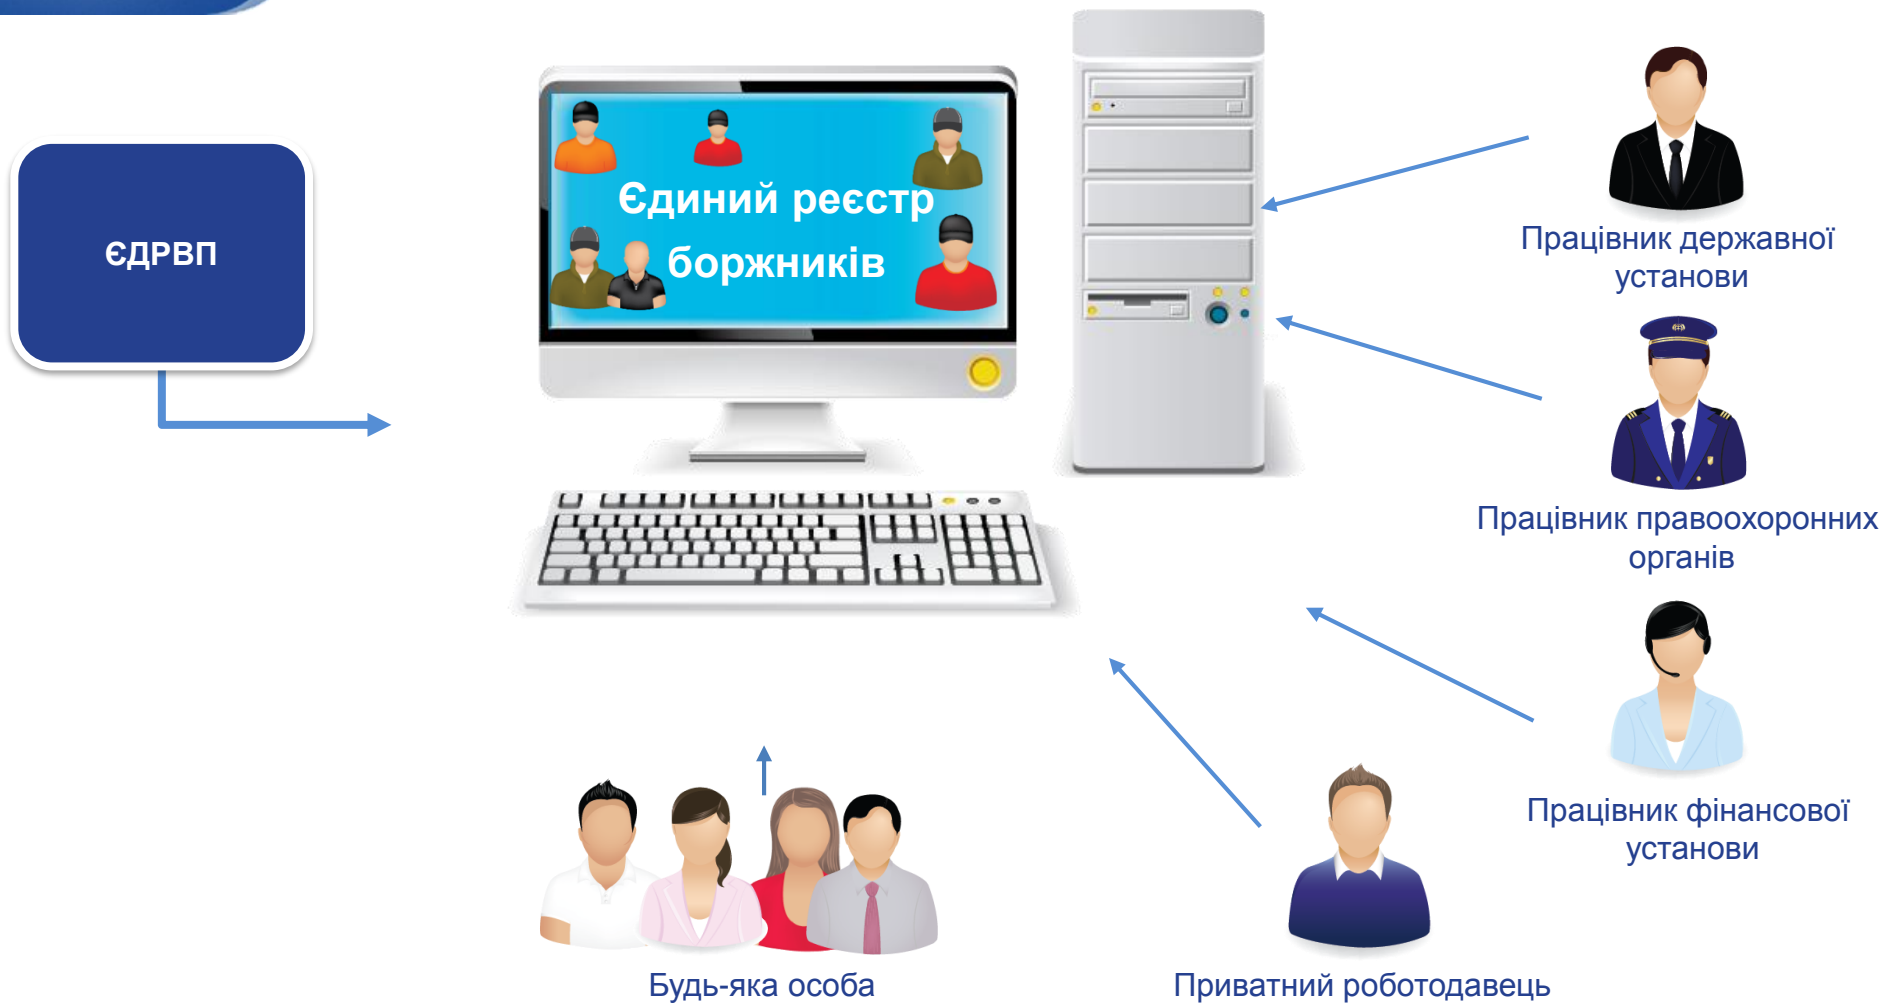 ЄДРВП
Єдиний реєстр
боржників
Працівник державної
установи
Працівник правоохоронних
органів
Працівник фінансової
установи
Будь-яка особа
Приватний роботодавець